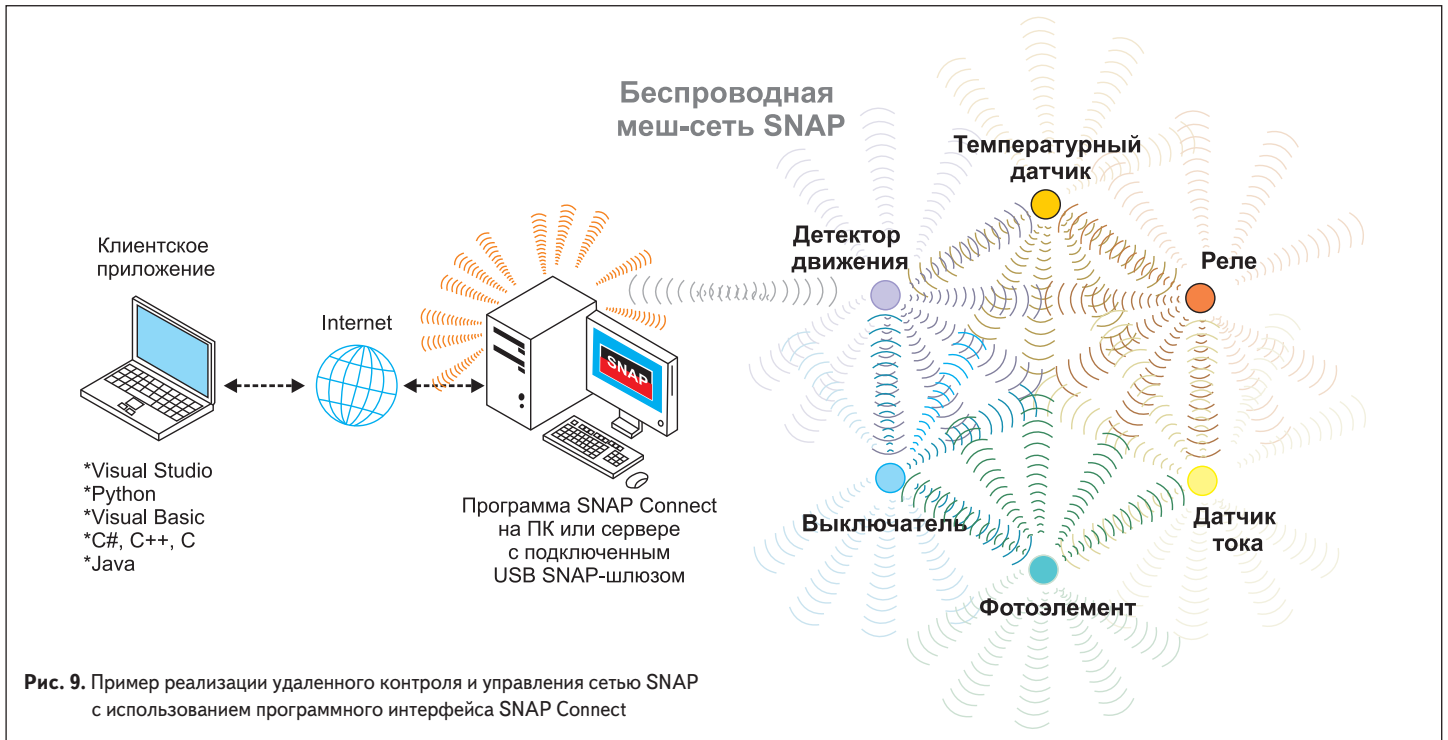 Беспроводная
меш-сеть SNAP
Температурный
датчик
Детектор
движения
Реле
Клиентское
приложение
Internet
SNAP
*Visual Studio
*Python
*Visual Basic
*C#, C++, C
*Java
Программа SNAP Connect
на ПК или сервере
с подключенным
USB SNAP-шлюзом
Выключатель
Датчик
тока
Фотоэлемент
Рис. 9. Пример реализации удаленного контроля и управления сетью SNAP
с использованием программного интерфейса SNAP Connect